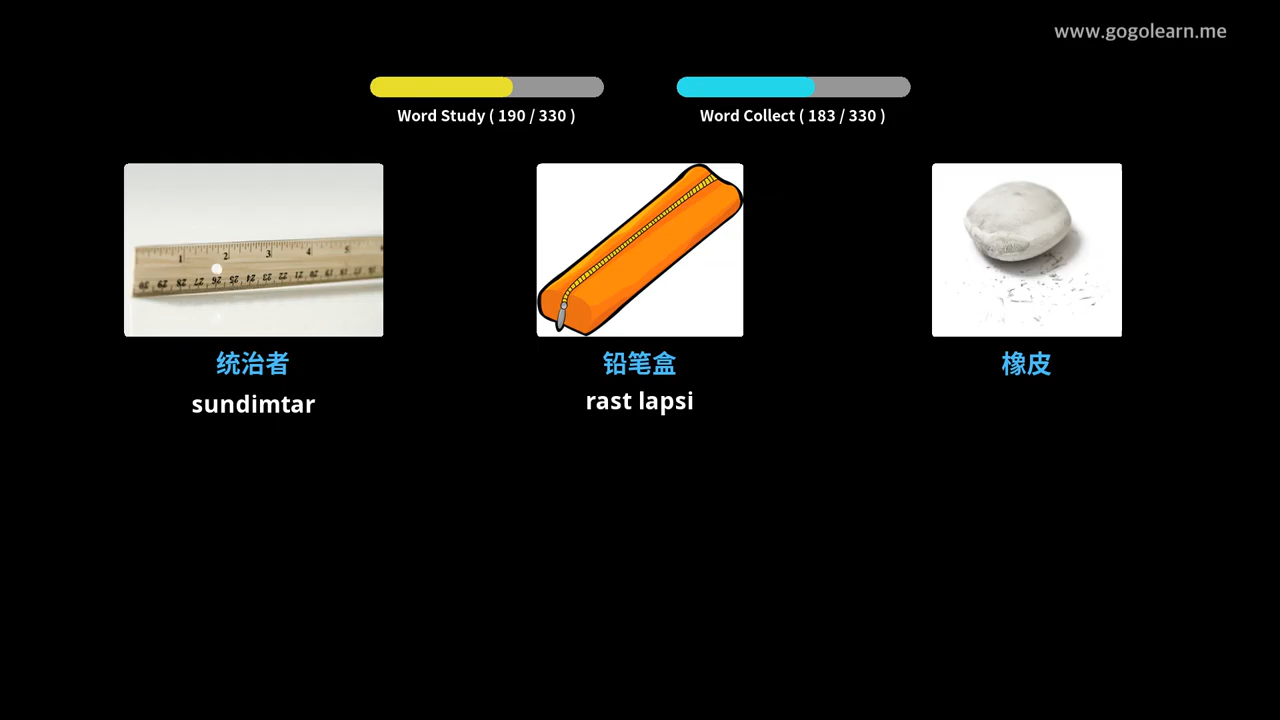 www.gogolearn.me
Word Study ( 190 / 330 )
Word Collect ( 183 / 330 )
统治者
铅笔盒
橡皮
sundimtar
rast lapsi